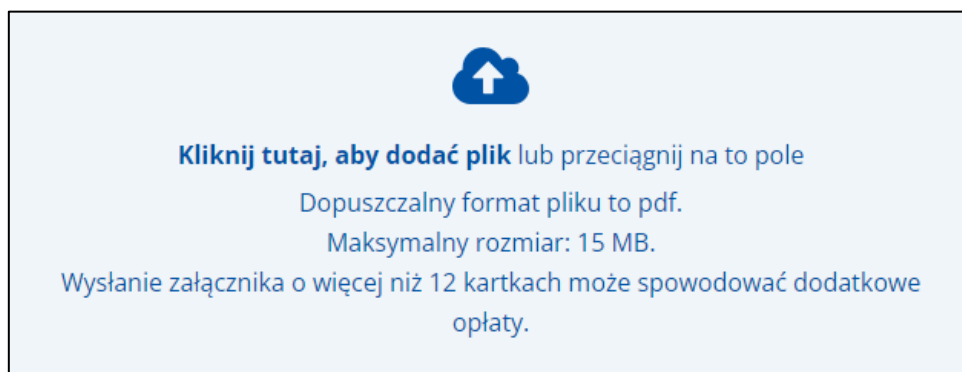 Kliknij tutaj, aby dodać plik lub przeciągnij na to pole
Dopuszczalny format pliku to pdf.
Maksymalny rozmiar: 15 MB.
Wysłanie załącznika o więcej niż 12 kartkach może spowodować dodatkowe
opłaty.